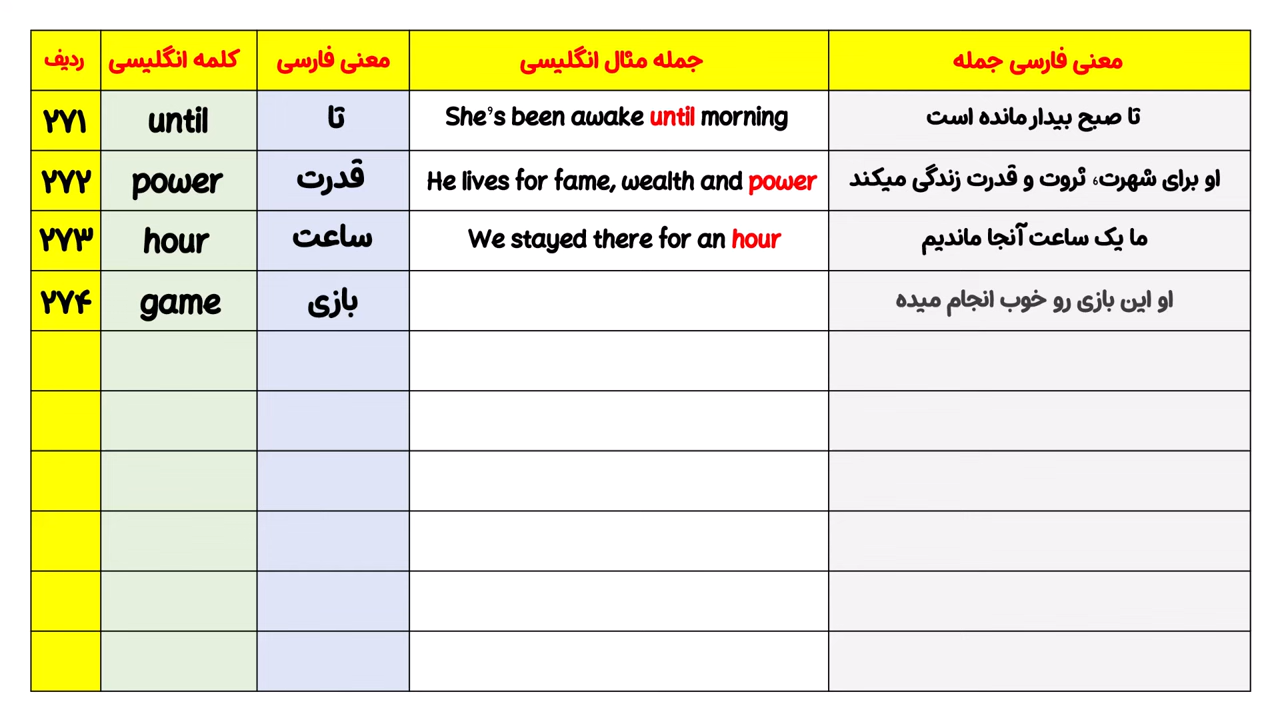 ردیف کلمه انگلیسی معنی فارسی جمله مثال انگلیسی معنی فارسی جمله
۲۷۱ until تا She's been awake until morning تا صبح بیدار مانده است
۲۷۲ power قدرت He lives for fame, wealth and power او برای شهرت، ثروت و قدرت زندگی میکند
۲۷۳ hour ساعت We stayed there for an hour ما یک ساعت آنجا ماندیم
۲۷۴ game بازی او این بازی رو خوب انجام میده